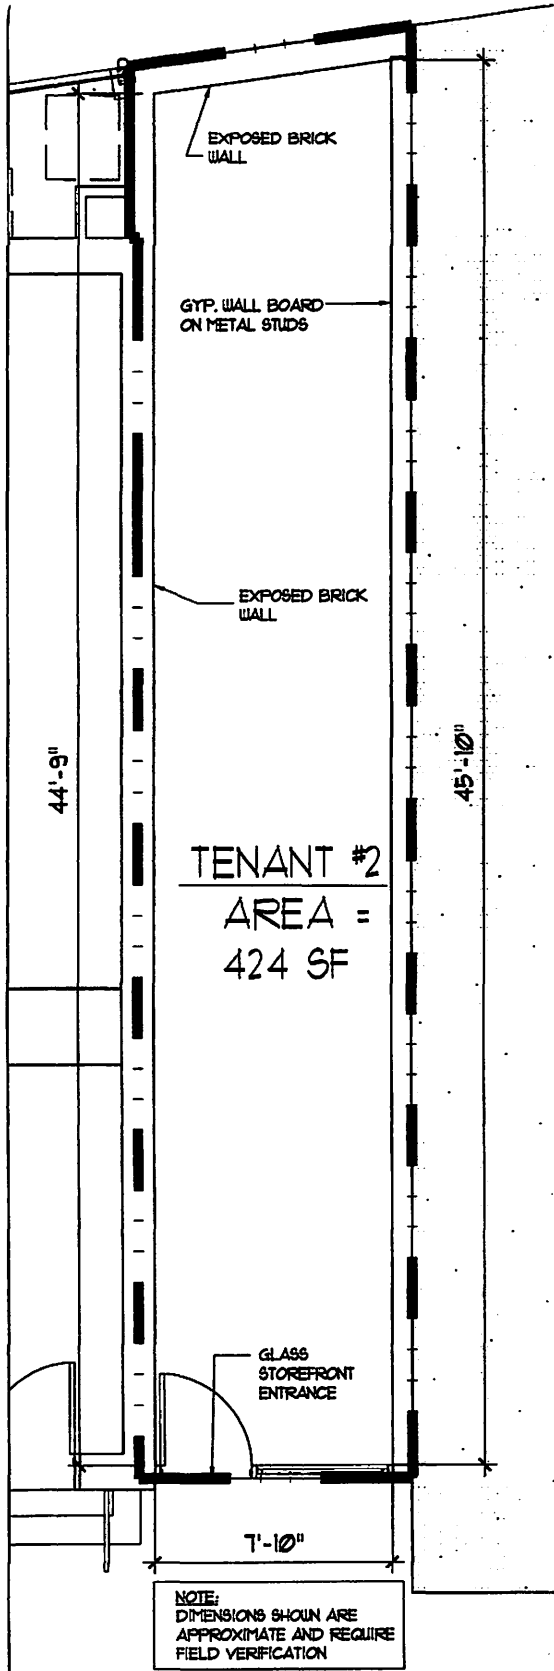 EXPOSED BRICK
WALL
GYP. WALL BOARD
ON METAL STUDS
EXPOSED BRICK
WALL
44'-9"
45'-10"
TENANT #2
AREA =
424 SF
GLASS
STOREFRONT
ENTRANCE
7'-10"
NOTE:
DIMENSIONS SHOWN ARE
APPROXIMATE AND REQUIRE
FIELD VERIFICATION